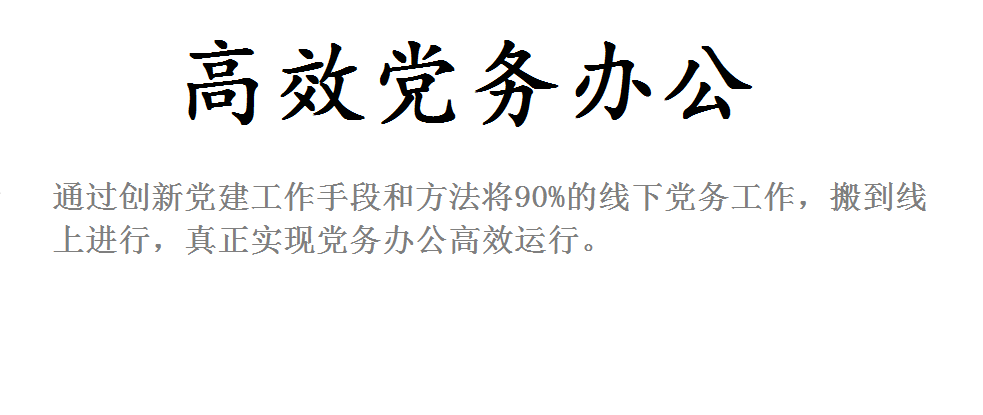 高效党务办公
通过创新党建工作手段和方法将90%的线下党务工作，搬到线
上进行，真正实现党务办公高效运行。